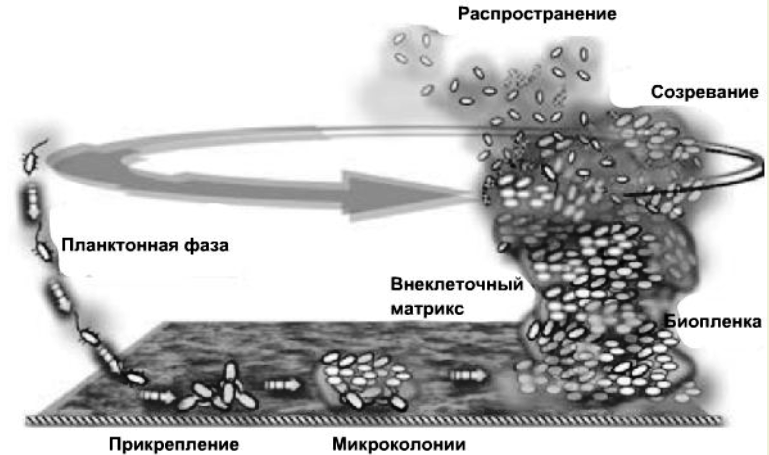 Распространение
Созревание
Планктонная фаза
Внеклеточный
матрикс
Биопленка
Прикрепление
Микроколонии